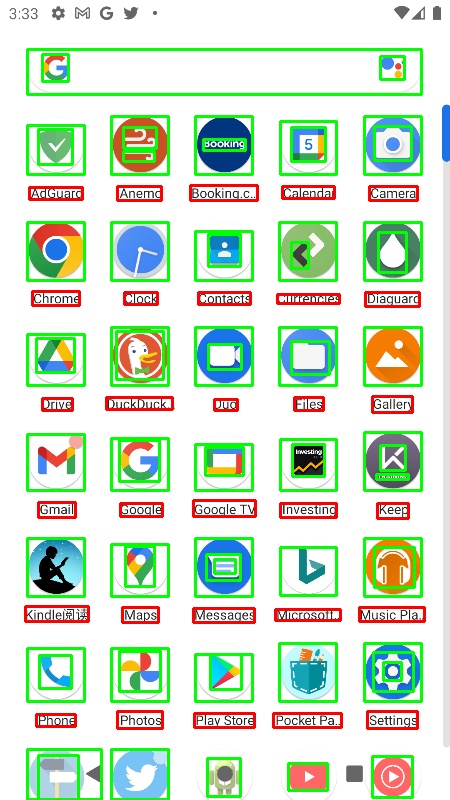 3:33
AdGuard Anemo Booking.c.. Calendar Camera
Chrome Clock Contacts Currencies Diaguard
Drive DuckDuck.. Duo Files Gallery
Gmail Google Google TV Investing Keep
Kindle阅读 Maps Messages Microsoft.. Music Pla..
Phone Photos Play Store Pocket Pa.. Settings